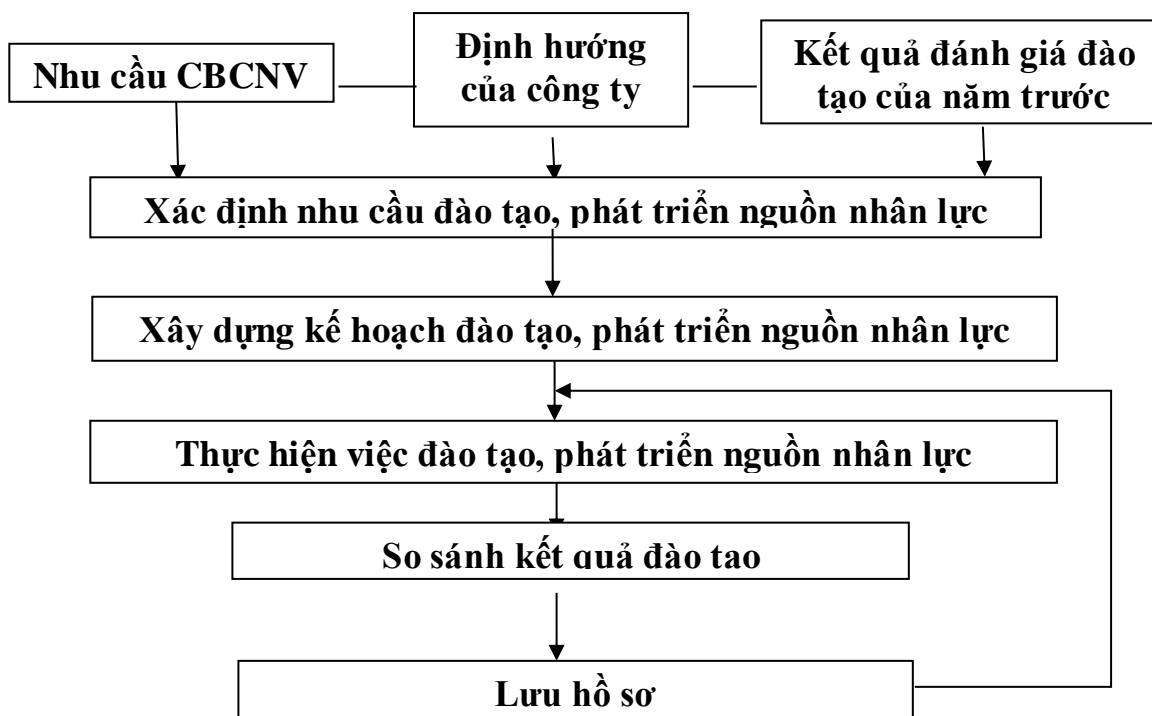 Nhu cầu CBCNV
Định hướng
của công ty
Kết quả đánh giá đào
tạo của năm trước
Xác định nhu cầu đào tạo, phát triển nguồn nhân lực
Xây dựng kế hoạch đào tạo, phát triển nguồn nhân lực
Thực hiện việc đào tạo, phát triển nguồn nhân lực
So sánh kết quả đào tao
Lưu hồ sơ